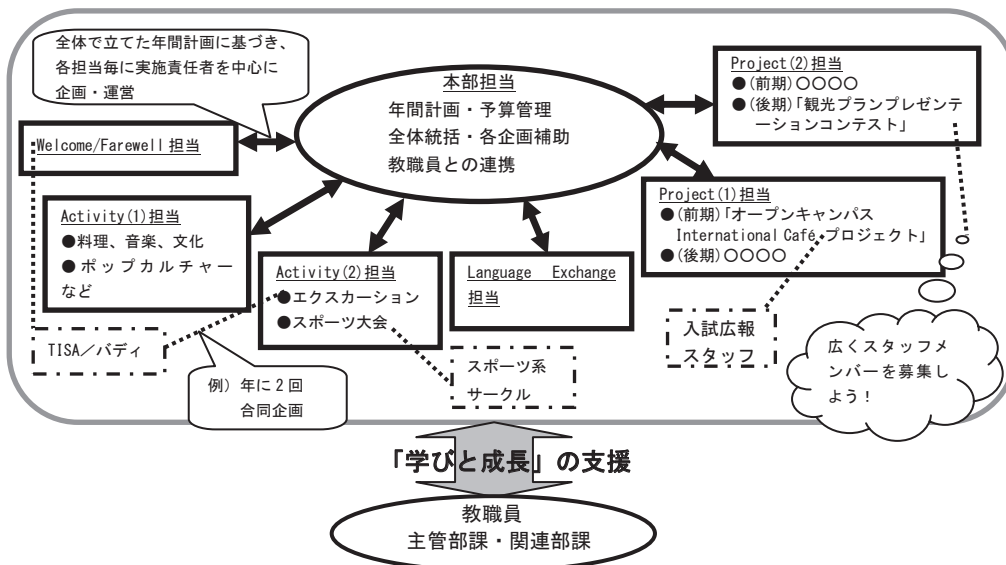 全体で立てた年間計画に基づき、
各担当毎に実施責任者を中心に
企画・運営
本部担当
年間計画・予算管理
全体統括・各企画補助
教職員との連携
Project(2)担当
●(前期)〇〇〇〇
●(後期)「観光プランプレゼンテ
ーションコンテスト」
Welcome/Farewell 担当
Project(1)担当
●(前期)「オープンキャンパス
International Café プロジェクト」
●(後期)〇〇〇〇
Activity(1)担当
●料理、音楽、文化
●ポップカルチャー
など
Activity(2)担当
●エクスカーション
●スポーツ大会
Language Exchange
担当
TISA／バディ
例) 年に2回
合同企画
スポーツ系
サークル
入試広報
スタッフ
広くスタッフメ
ンバーを募集し
よう！
「学びと成長」の支援
教職員
主管部課・関連部課